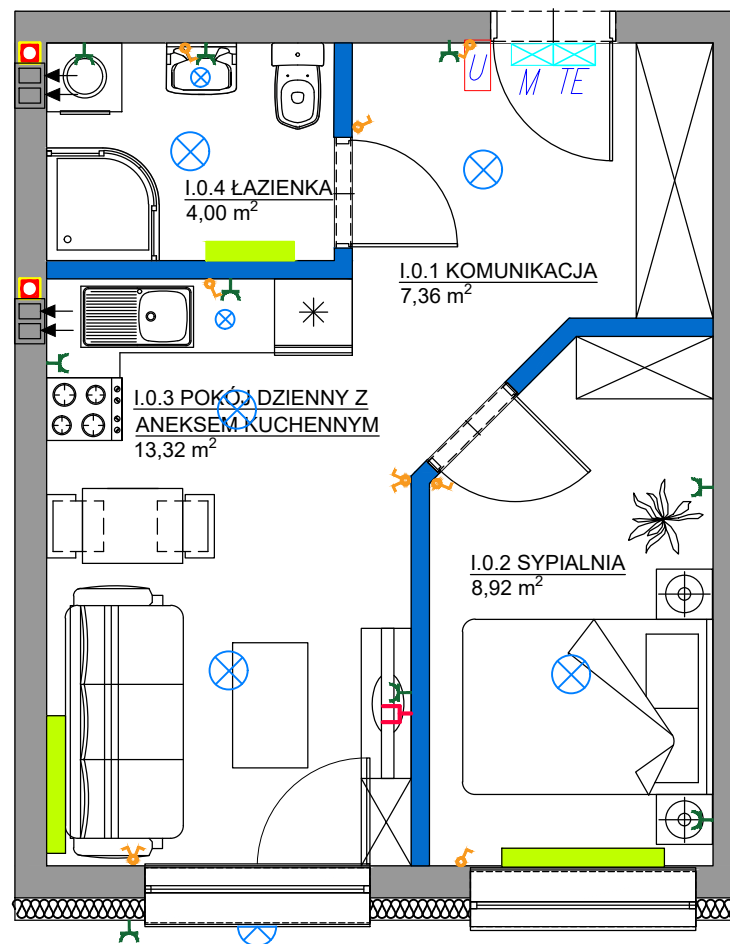 U
M TE
I.0.4 ŁAZIENKA
4,00 m²
I.0.1 KOMUNIKACJA
7,36 m²
I.0.3 POKÓJ DZIENNY Z
ANEKSEM KUCHENNYM
13,32 m²
I.0.2 SYPIALNIA
8,92 m²